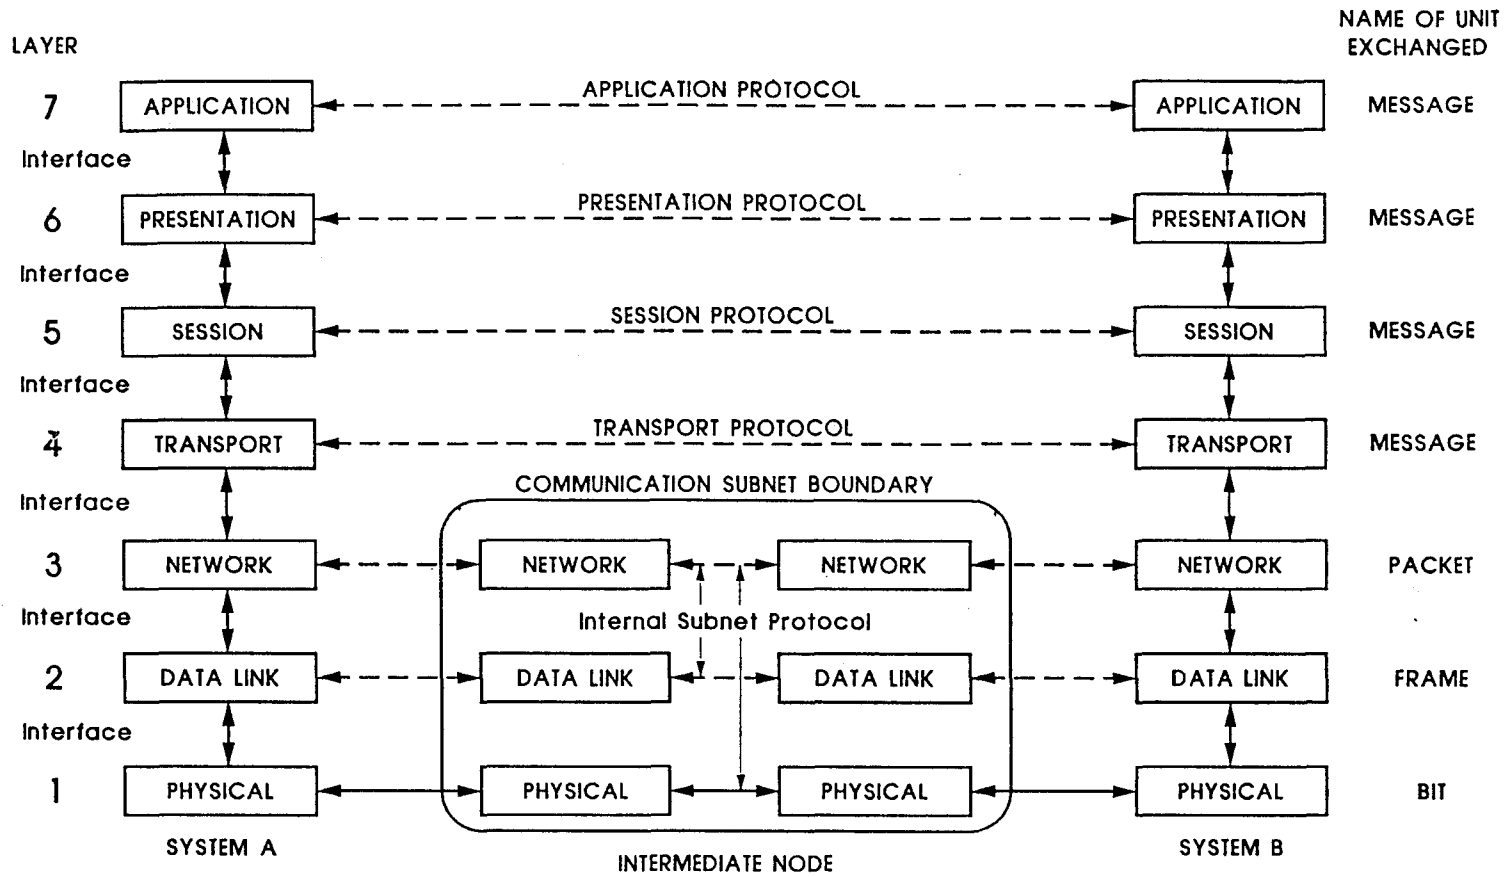 NAME OF UNIT
EXCHANGED
LAYER
7 APPLICATION APPLICATION PROTOCOL APPLICATION MESSAGE
Interface
6 PRESENTATION PRESENTATION PROTOCOL PRESENTATION MESSAGE
Interface
5 SESSION SESSION PROTOCOL SESSION MESSAGE
Interface
4 TRANSPORT TRANSPORT PROTOCOL TRANSPORT MESSAGE
COMMUNICATION SUBNET BOUNDARY
Interface
3 NETWORK NETWORK NETWORK NETWORK PACKET
Interface
Internal Subnet Protocol
2 DATA LINK DATA LINK DATA LINK DATA LINK FRAME
Interface
1 PHYSICAL PHYSICAL PHYSICAL PHYSICAL BIT
SYSTEM A
SYSTEM B
INTERMEDIATE NODE